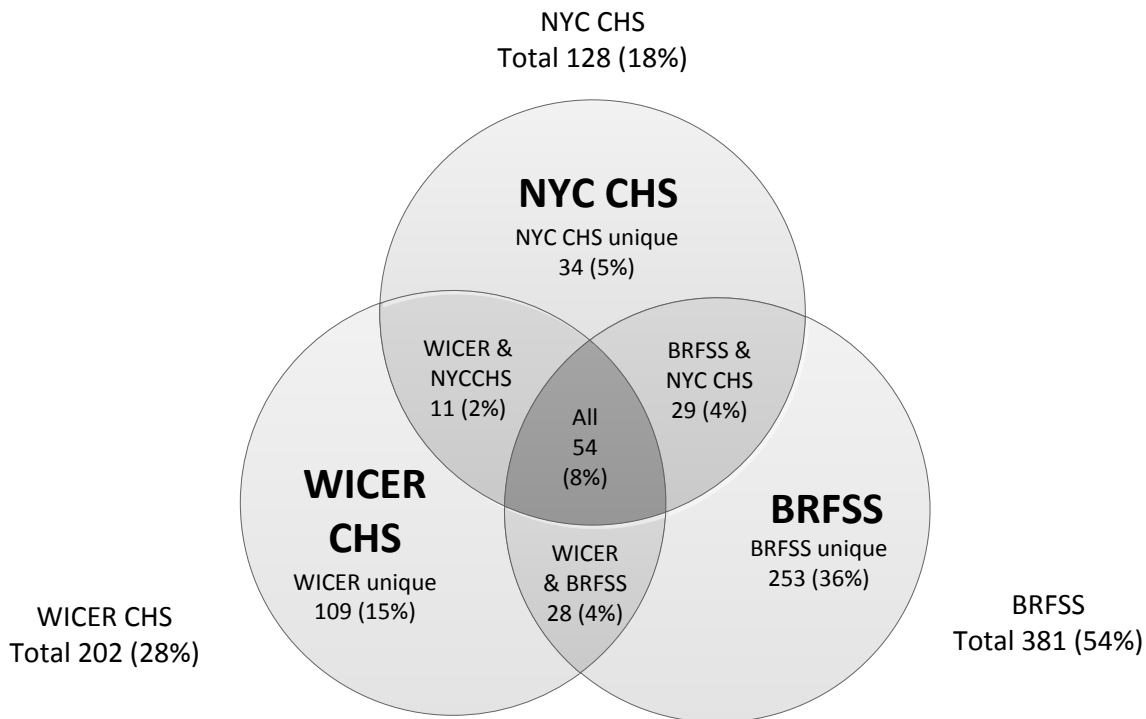 NYC CHS
Total 128 (18%)
NYC CHS
NYC CHS unique
34 (5%)
WICER &
NYCCHS
11 (2%)
BRFSS &
NYC CHS
29 (4%)
All
54
(8%)
WICER
CHS
WICER unique
109 (15%)
BRFSS
BRFSS unique
253 (36%)
WICER
& BRFSS
28 (4%)
WICER CHS
Total 202 (28%)
BRFSS
Total 381 (54%)